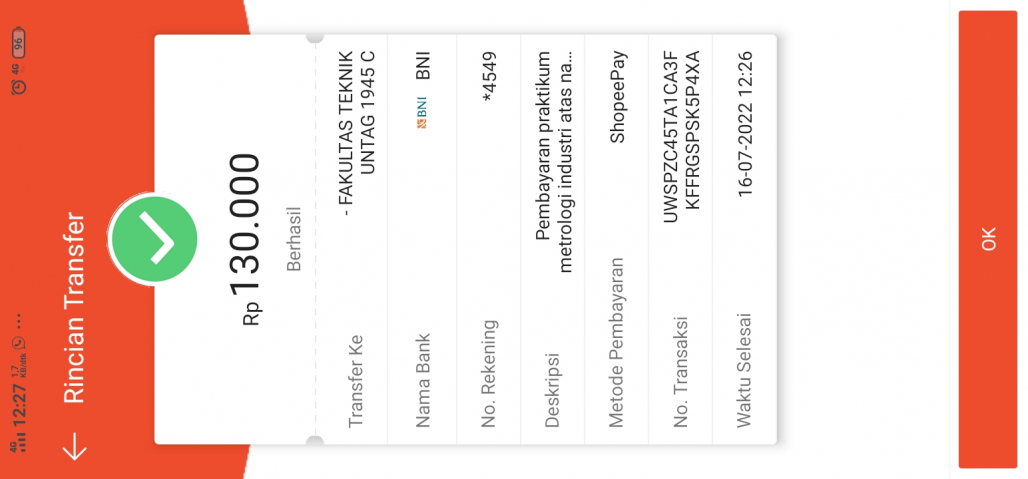 4G 12:27 1,7 KB/dtk ... 4G 96
Rincian Transfer
Rp 130.000
Berhasil
Transfer Ke - FAKULTAS TEKNIK
UNTAG 1945 C
Nama Bank BNI BNI
No. Rekening *4549
Deskripsi Pembayaran praktikum
metrologi industri atas na...
Metode Pembayaran ShopeePay
No. Transaksi UWSPZC45TA1CA3F
KFFRGSPSK5P4XA
Waktu Selesai 16-07-2022 12:26
OK